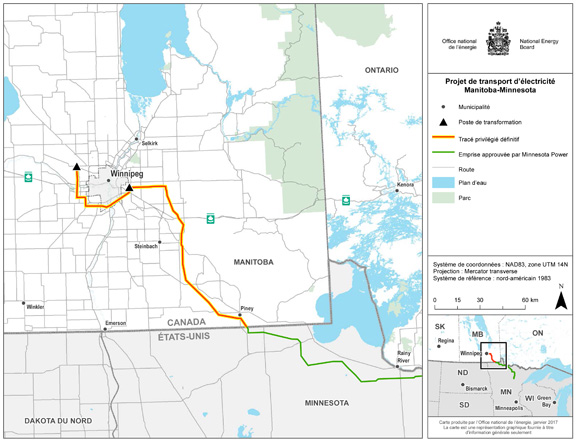 ONTARIO
Selkirk
Winnipeg
Kenora
Steinbach
MANITOBA
Winkler
Piney
Emerson
CANADA
ÉTATS-UNIS
Rainy
River
MINNESOTA
DAKOTA DU NORD
Office national
de l'énergie
National Energy
Board
Projet de transport d'électricité
Manitoba-Minnesota
Municipalité
Poste de transformation
Tracé privilégié définitif
Emprise approuvée par Minnesota Power
Route
Plan d'eau
Parc
Système de coordonnées : NAD83, zone UTM 14N
Projection : Mercator transverse
Système de référence : nord-américain 1983
N
0 15 30 60 km
SK
MB
ON
Regina
Winnipeg
ND
Bismarck
MN
SD
Minneapolis
WI
Green
Bay
Carte produite par l'Office national de l'énergie, janvier 2017
La carte est une représentation graphique fournie à titre
d'information générale seulement